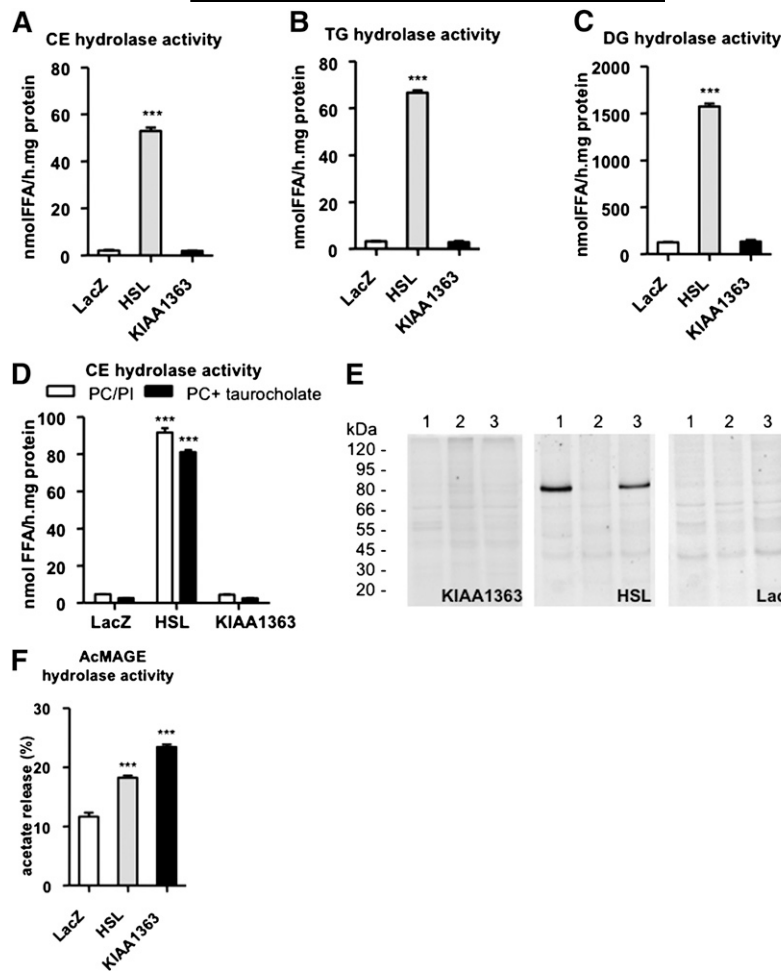 A
CE hydrolase activity
nmolFFA/h.mg protein
80
60
40
20
0
***
LacZ
HSL
KIAA1363
B
TG hydrolase activity
nmolFFA/h.mg protein
80
60
40
20
0
***
LacZ
HSL
KIAA1363
C
DG hydrolase activity
nmolFFA/h.mg protein
2000
1500
1000
500
0
***
LacZ
HSL
KIAA1363
D
CE hydrolase activity
PC/PI PC+ taurocholate
nmol FFA/h.mg protein
100
80
60
40
20
0
*** ***
LacZ HSL KIAA1363
E
kDa
1 2 3 1 2 3 1 2 3
120 -
95 -
80 -
66 -
55 -
45 -
30 -
20 -
KIAA1363 HSL Lac
F
AcMAGE
hydrolase activity
acetate release (%)
30
20
10
0
*** ***
LacZ
HSL
KIAA1363